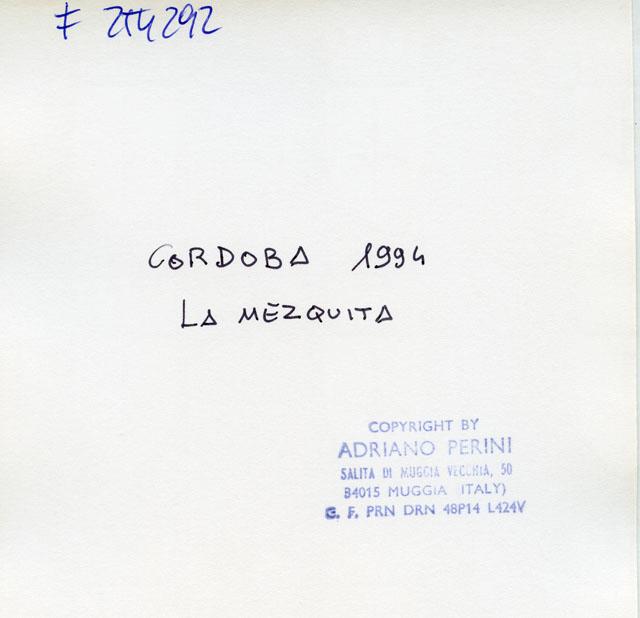 F 254292
CORDOBA 1994
LA MEZQUITA
COPYRIGHT BY
ADRIANO PERINI
SALITA DI MUGGIA VECCHIA, 50
34015 MUGGIA (ITALY)
C. F. PRN DRN 48P14 L424V